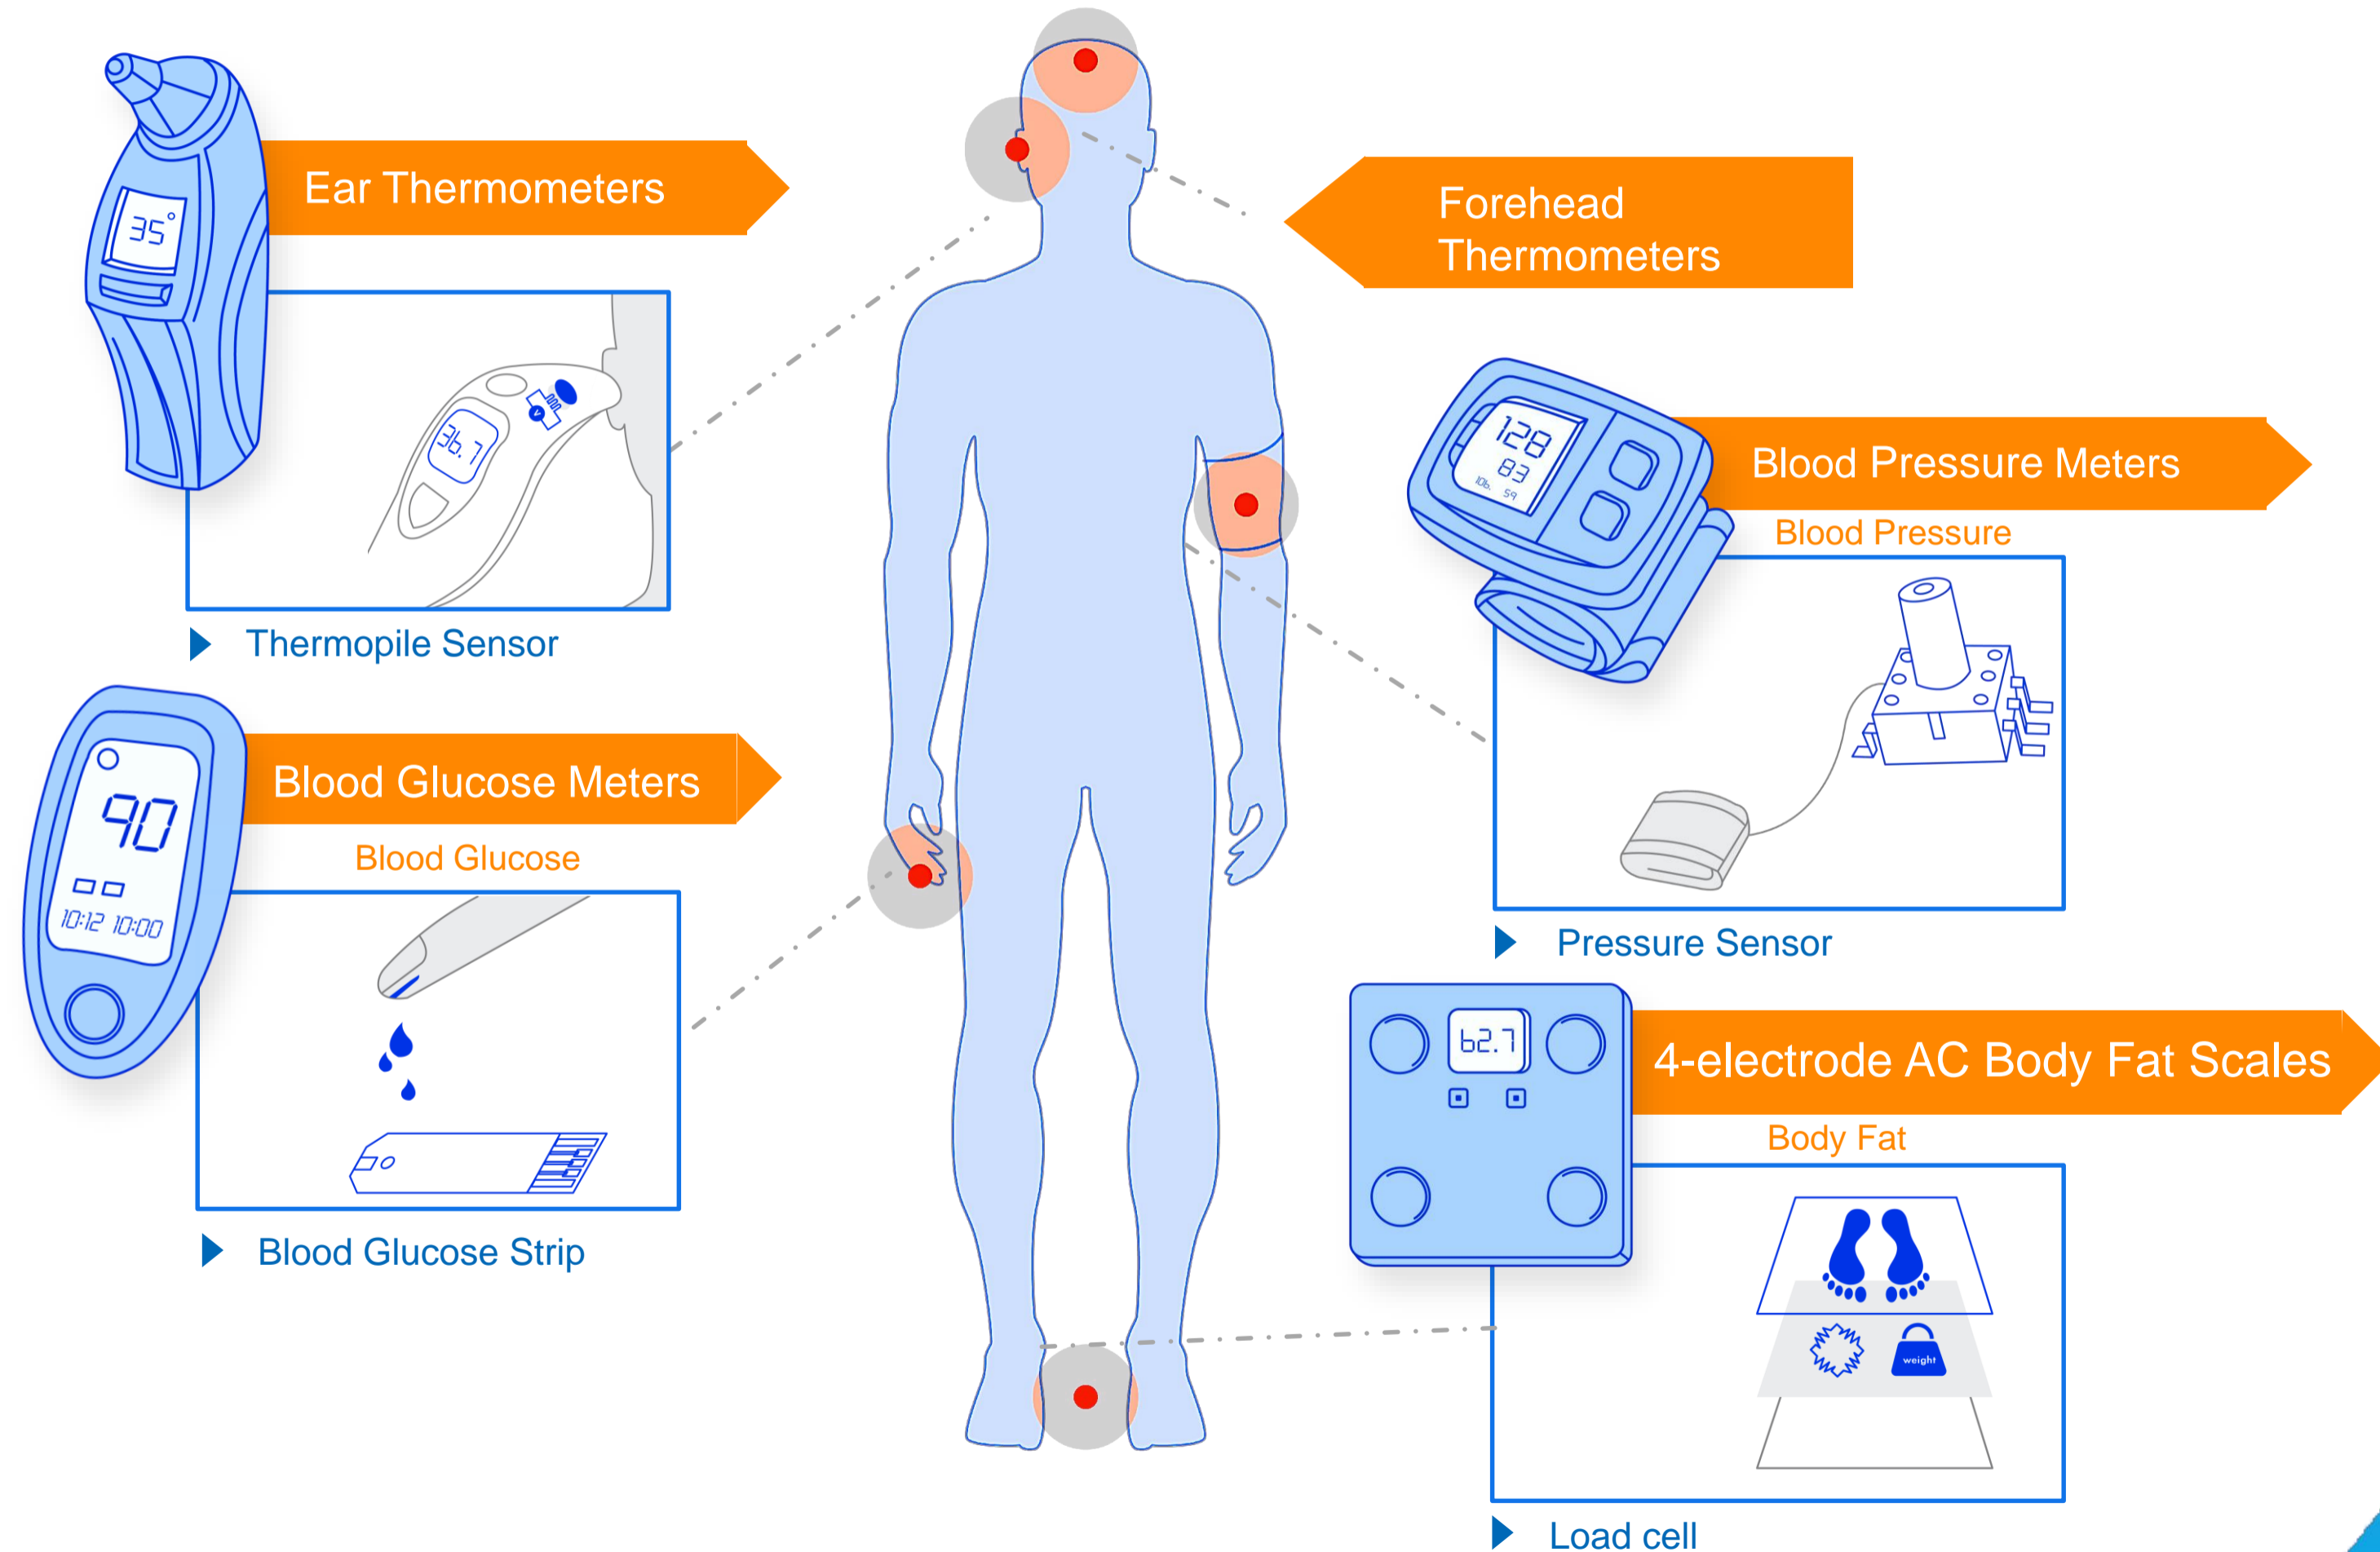 Ear Thermometers
35°
36.7
Thermopile Sensor
Forehead
Thermometers
128
83
106. 59
Blood Pressure Meters
Blood Pressure
Pressure Sensor
90
10:12 10:00
Blood Glucose Meters
Blood Glucose
Blood Glucose Strip
62.7
4-electrode AC Body Fat Scales
Body Fat
weight
Load cell